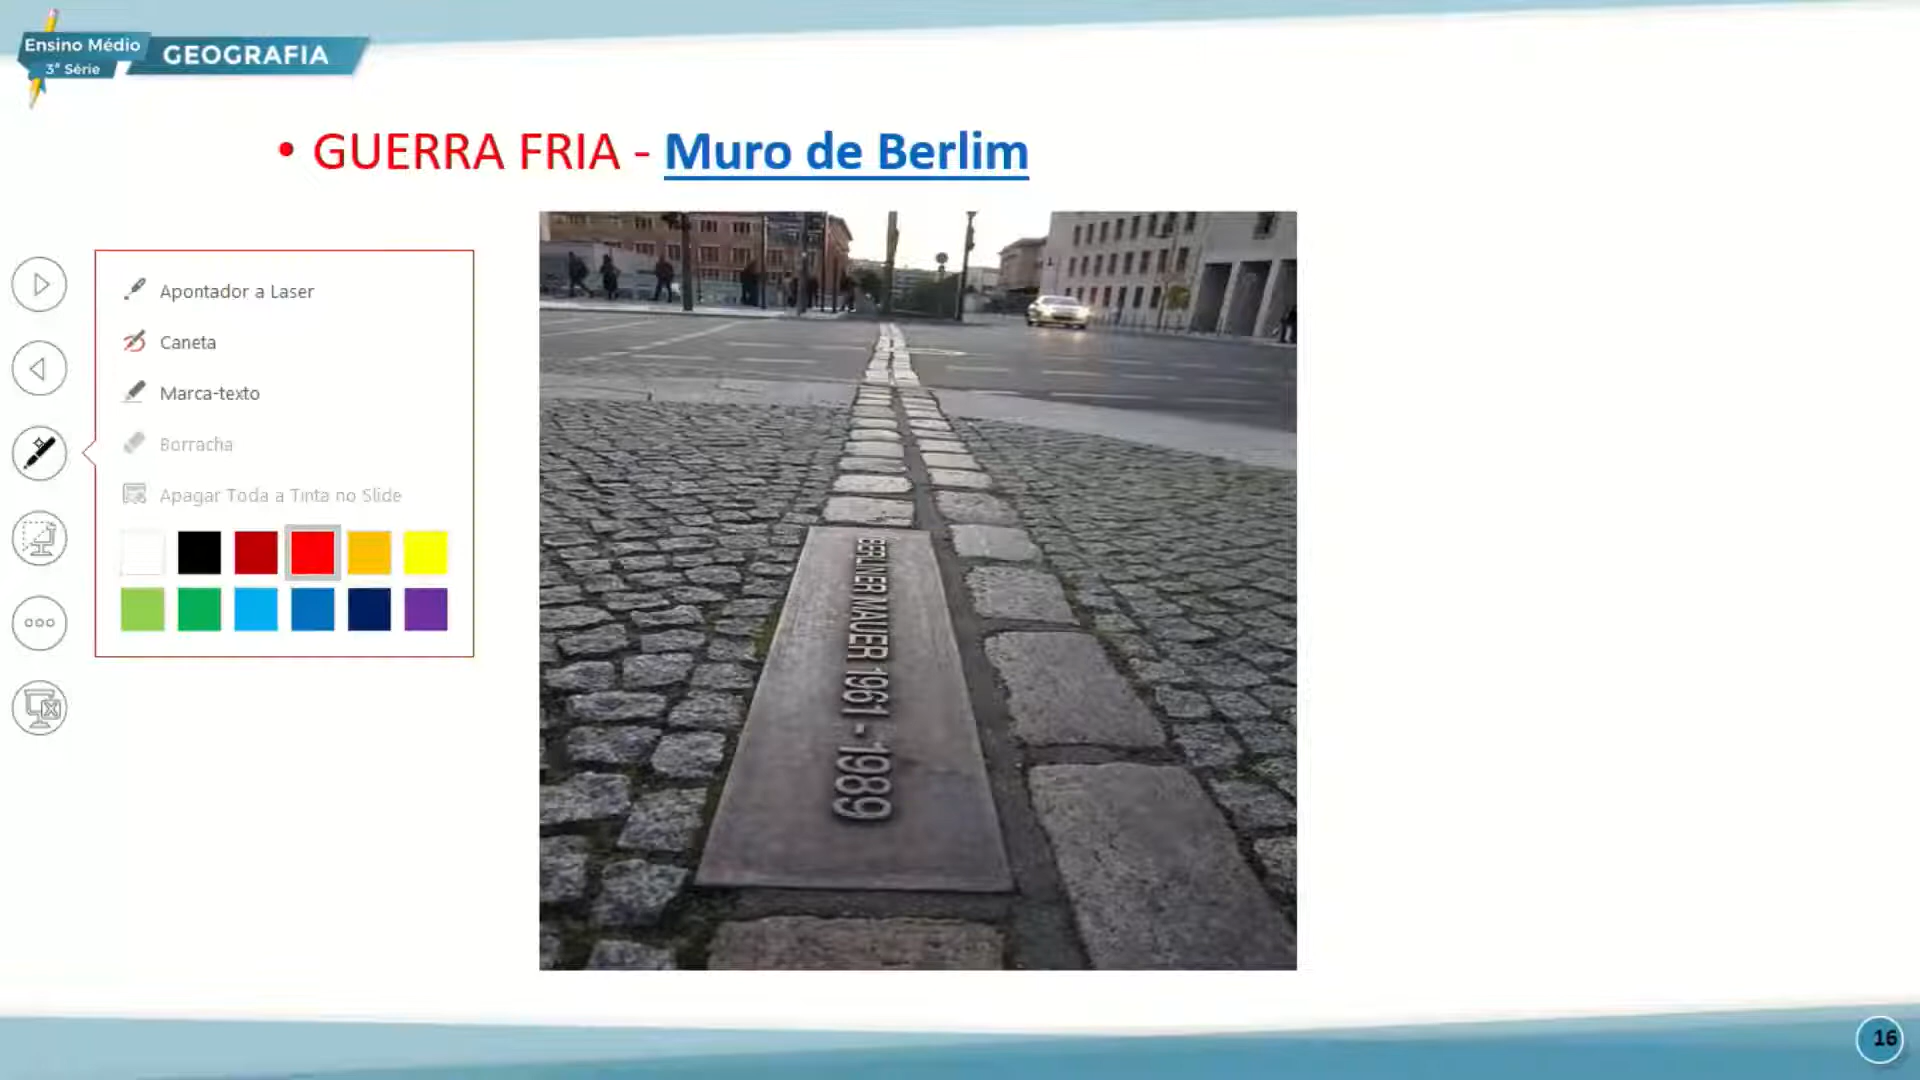 Ensino Médio
3ª Série
GEOGRAFIA
• GUERRA FRIA - Muro de Berlim
Apontador a Laser
Caneta
Marca-texto
Borracha
Apagar Toda a Tinta no Slide
BERLINER MAUER 1961 - 1989
16